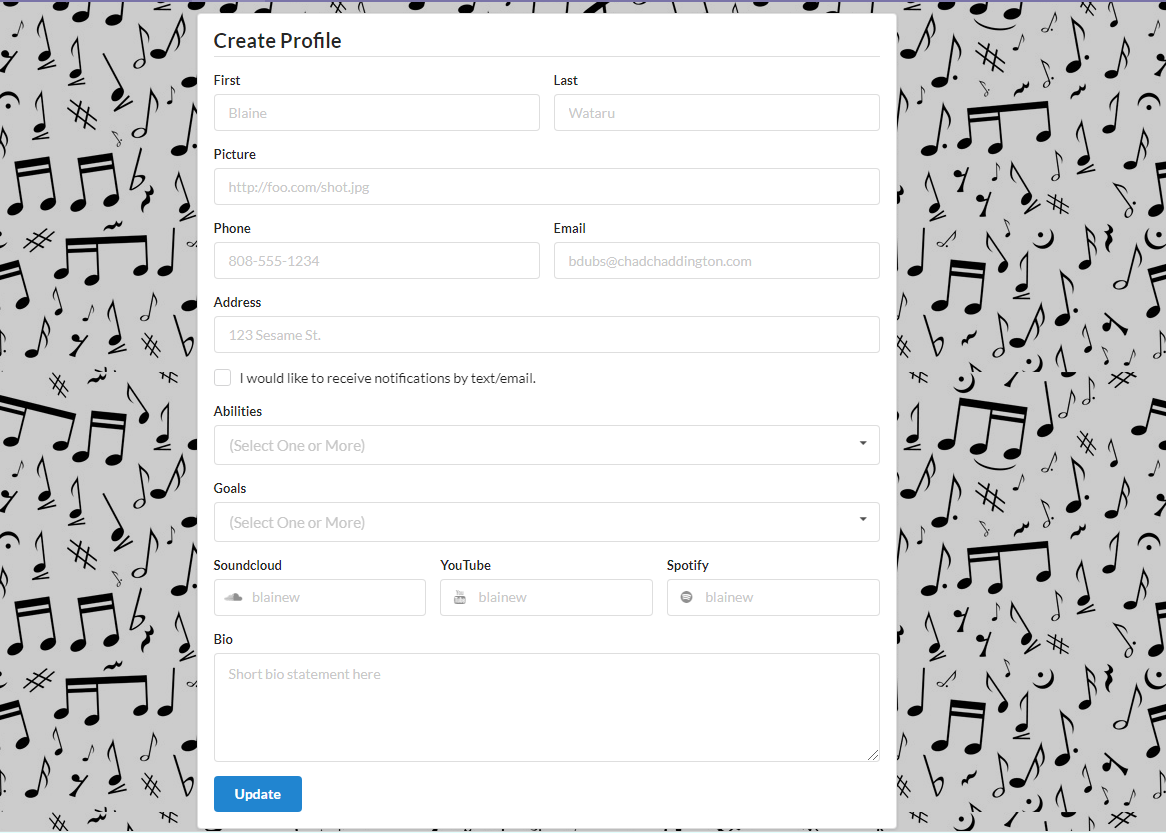 Create Profile
First Last
Blaine Wataru
Picture
http://foo.com/shot.jpg
Phone Email
808-555-1234 bdubs@chadchaddington.com
Address
123 Sesame St.
I would like to receive notifications by text/email.
Abilities
(Select One or More)
Goals
(Select One or More)
Soundcloud YouTube Spotify
blainew blainew blainew
Bio
Short bio statement here
Update